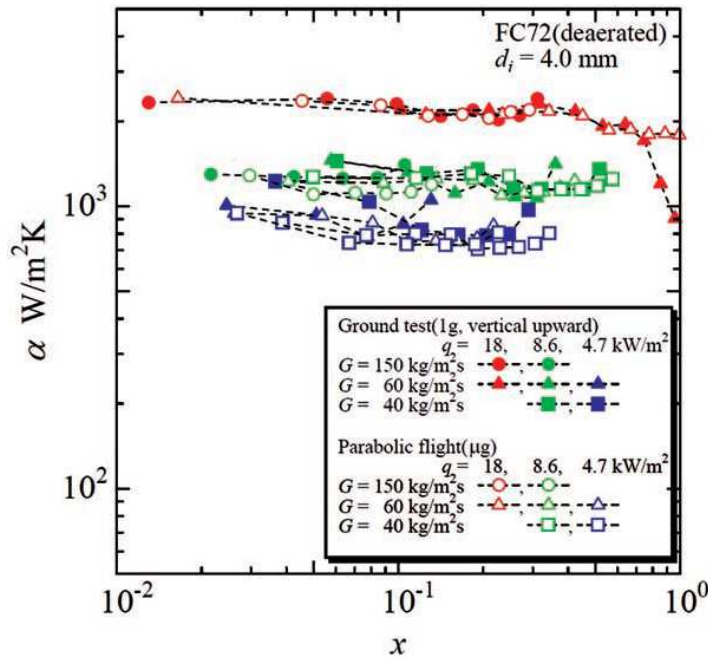 FC72(deaerated)
d_i = 4.0 mm
10³
α W/m²K
10²
Ground test(1g, vertical upward)
q = 18, 8.6, 4.7 kW/m²
G = 150 kg/m²s , 
G = 60 kg/m²s , ,
G = 40 kg/m²s ,
Parabolic flight(μg)
q = 18, 8.6, 4.7 kW/m²
G = 150 kg/m²s ,
G = 60 kg/m²s , ,
G = 40 kg/m²s ,
10⁻² 10⁻¹ 10⁰
x